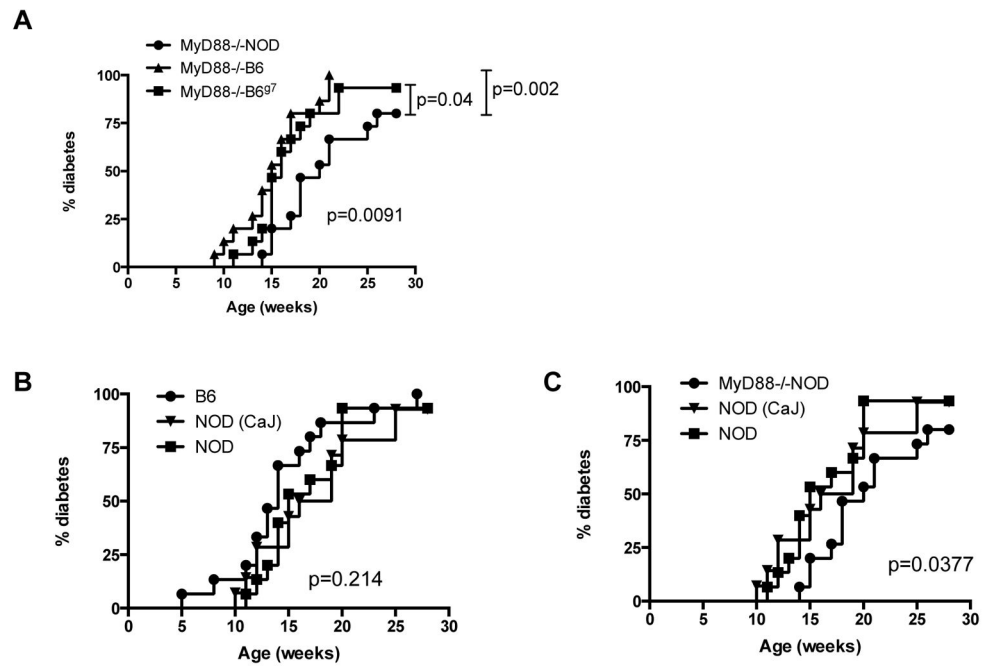 A
MyD88-/-NOD
MyD88-/-B6
MyD88-/-B6g7
100
75
50
25
0
% diabetes
p=0.04
p=0.002
p=0.0091
0 5 10 15 20 25 30
Age (weeks)
B
B6
NOD (CaJ)
NOD
100
75
50
25
0
% diabetes
p=0.214
0 5 10 15 20 25 30
Age (weeks)
C
MyD88-/-NOD
NOD (CaJ)
NOD
100
75
50
25
0
% diabetes
p=0.0377
0 5 10 15 20 25 30
Age (weeks)